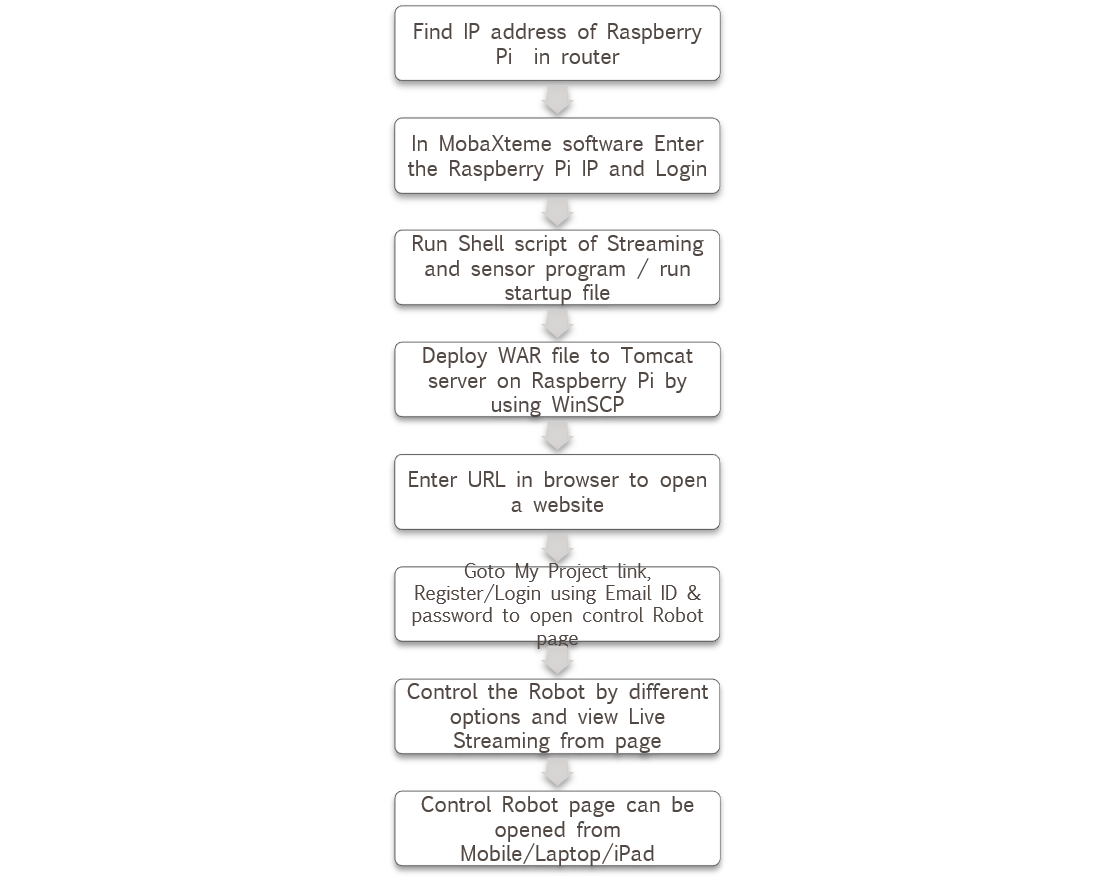 Find IP address of Raspberry
Pi in router
In MobaXteme software Enter
the Raspberry Pi IP and Login
Run Shell script of Streaming
and sensor program / run
startup file
Deploy WAR file to Tomcat
server on Raspberry Pi by
using WinSCP
Enter URL in browser to open
a website
Goto My Project link,
Register/Login using Email ID &
password to open control Robot
page
Control the Robot by different
options and view Live
Streaming from page
Control Robot page can be
opened from
Mobile/Laptop/iPad